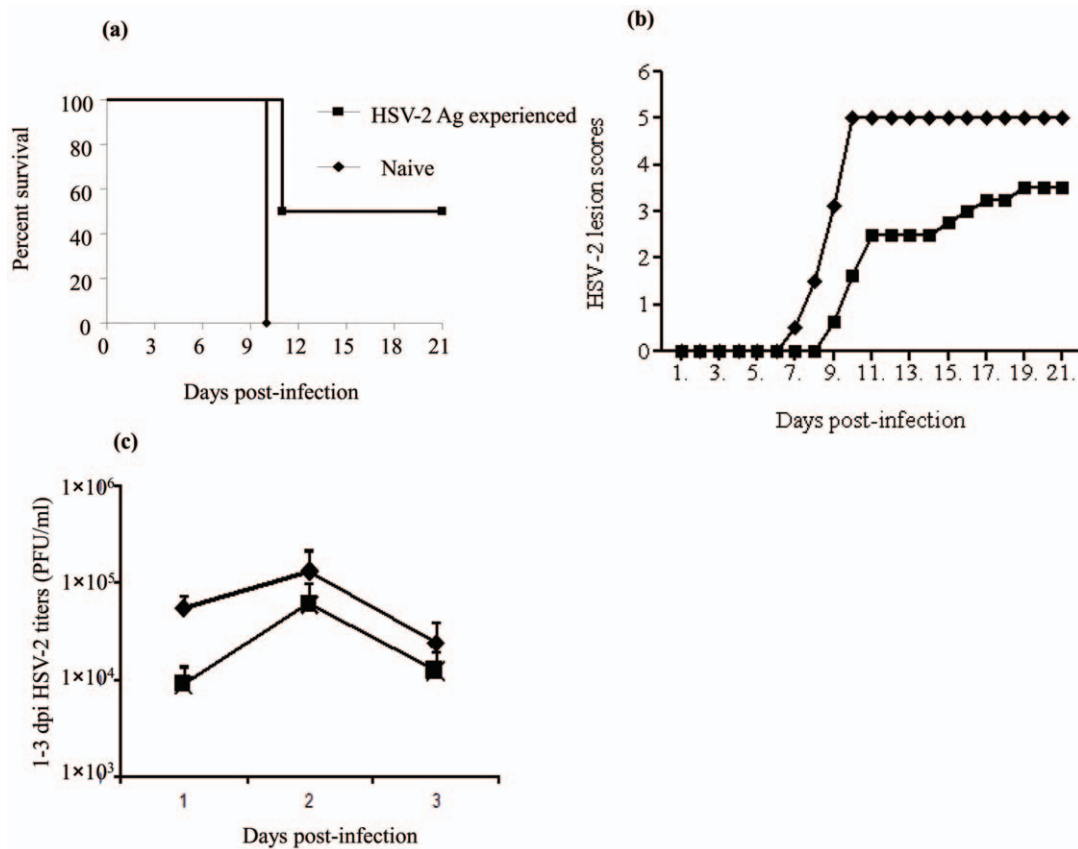 (a)
Percent survival
100
80
60
40
20
0
0 3 6 9 12 15 18 21
Days post-infection
HSV-2 Ag experienced
Naive
(b)
HSV-2 lesion scores
6
5
4
3
2
1
0
1. 3. 5. 7. 9. 11. 13. 15. 17. 19. 21.
Days post-infection
(c)
1-3 dpi HSV-2 titers (PFU/ml)
1×10⁶
1×10⁵
1×10⁴
1×10³
1 2 3
Days post-infection